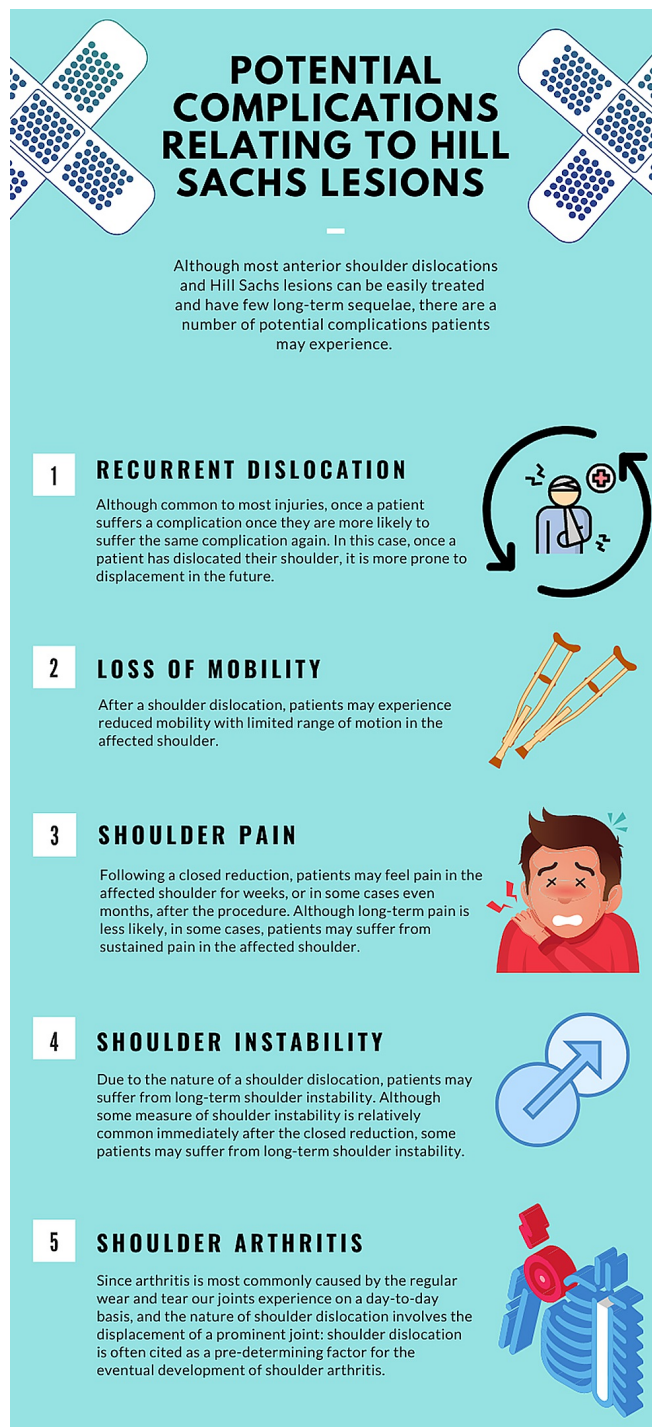 POTENTIAL
COMPLICATIONS
RELATING TO HILL
SACHS LESIONS
Although most anterior shoulder dislocations
and Hill Sachs lesions can be easily treated
and have few long-term sequelae, there are a
number of potential complications patients
may experience.
1
RECURRENT DISLOCATION
Although common to most injuries, once a patient
suffers a complication once they are more likely to
suffer the same complication again. In this case, once a
patient has dislocated their shoulder, it is more prone to
displacement in the future.
2
LOSS OF MOBILITY
After a shoulder dislocation, patients may experience
reduced mobility with limited range of motion in the
affected shoulder.
3
SHOULDER PAIN
Following a closed reduction, patients may feel pain in the
affected shoulder for weeks, or in some cases even
months, after the procedure. Although long-term pain is
less likely, in some cases, patients may suffer from
sustained pain in the affected shoulder.
4
SHOULDER INSTABILITY
Due to the nature of a shoulder dislocation, patients may
suffer from long-term shoulder instability. Although
some measure of shoulder instability is relatively
common immediately after the closed reduction, some
patients may suffer from long-term shoulder instability.
5
SHOULDER ARTHRITIS
Since arthritis is most commonly caused by the regular
wear and tear our joints experience on a day-to-day
basis, and the nature of shoulder dislocation involves the
displacement of a prominent joint: shoulder dislocation
is often cited as a pre-determining factor for the
eventual development of shoulder arthritis.